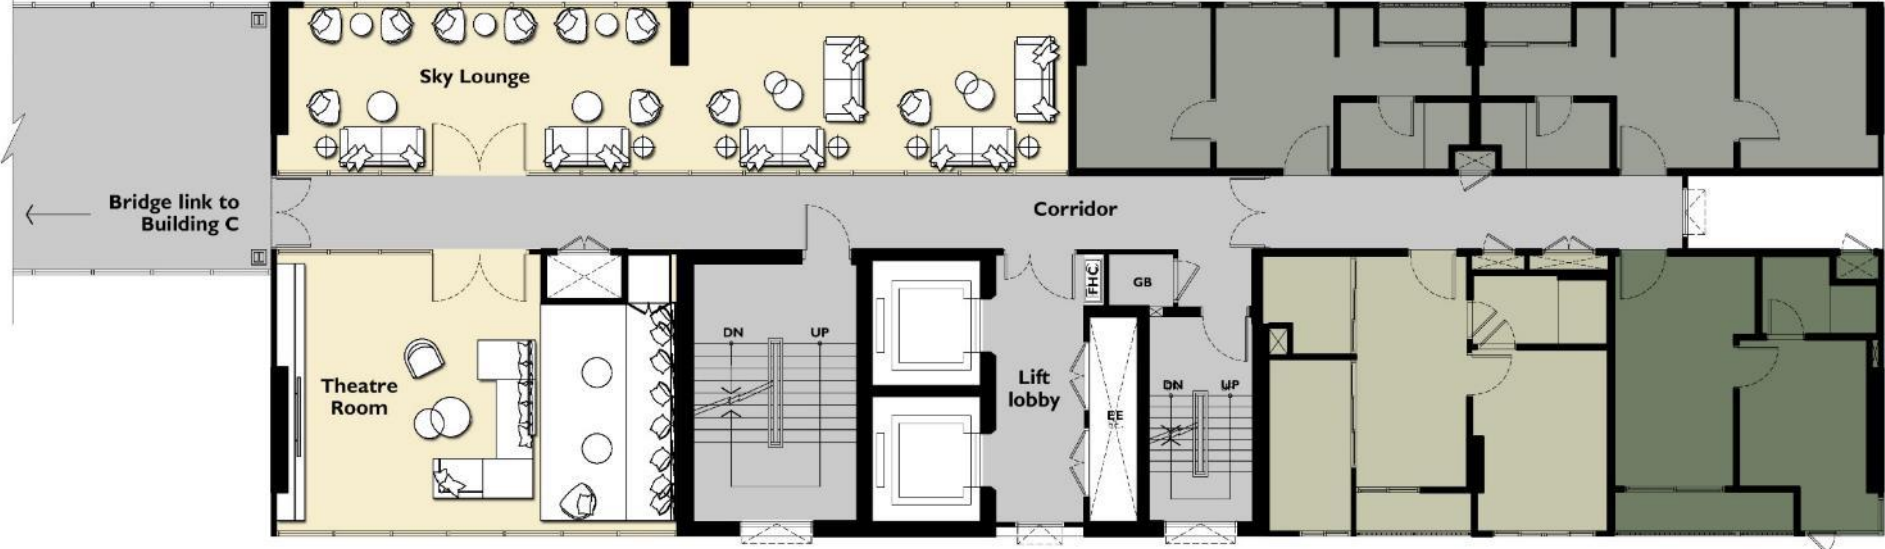 Sky Lounge
Bridge link to
Building C
Corridor
FHC
GB
DN
UP
Theatre
Room
Lift
lobby
DN
UP
EE